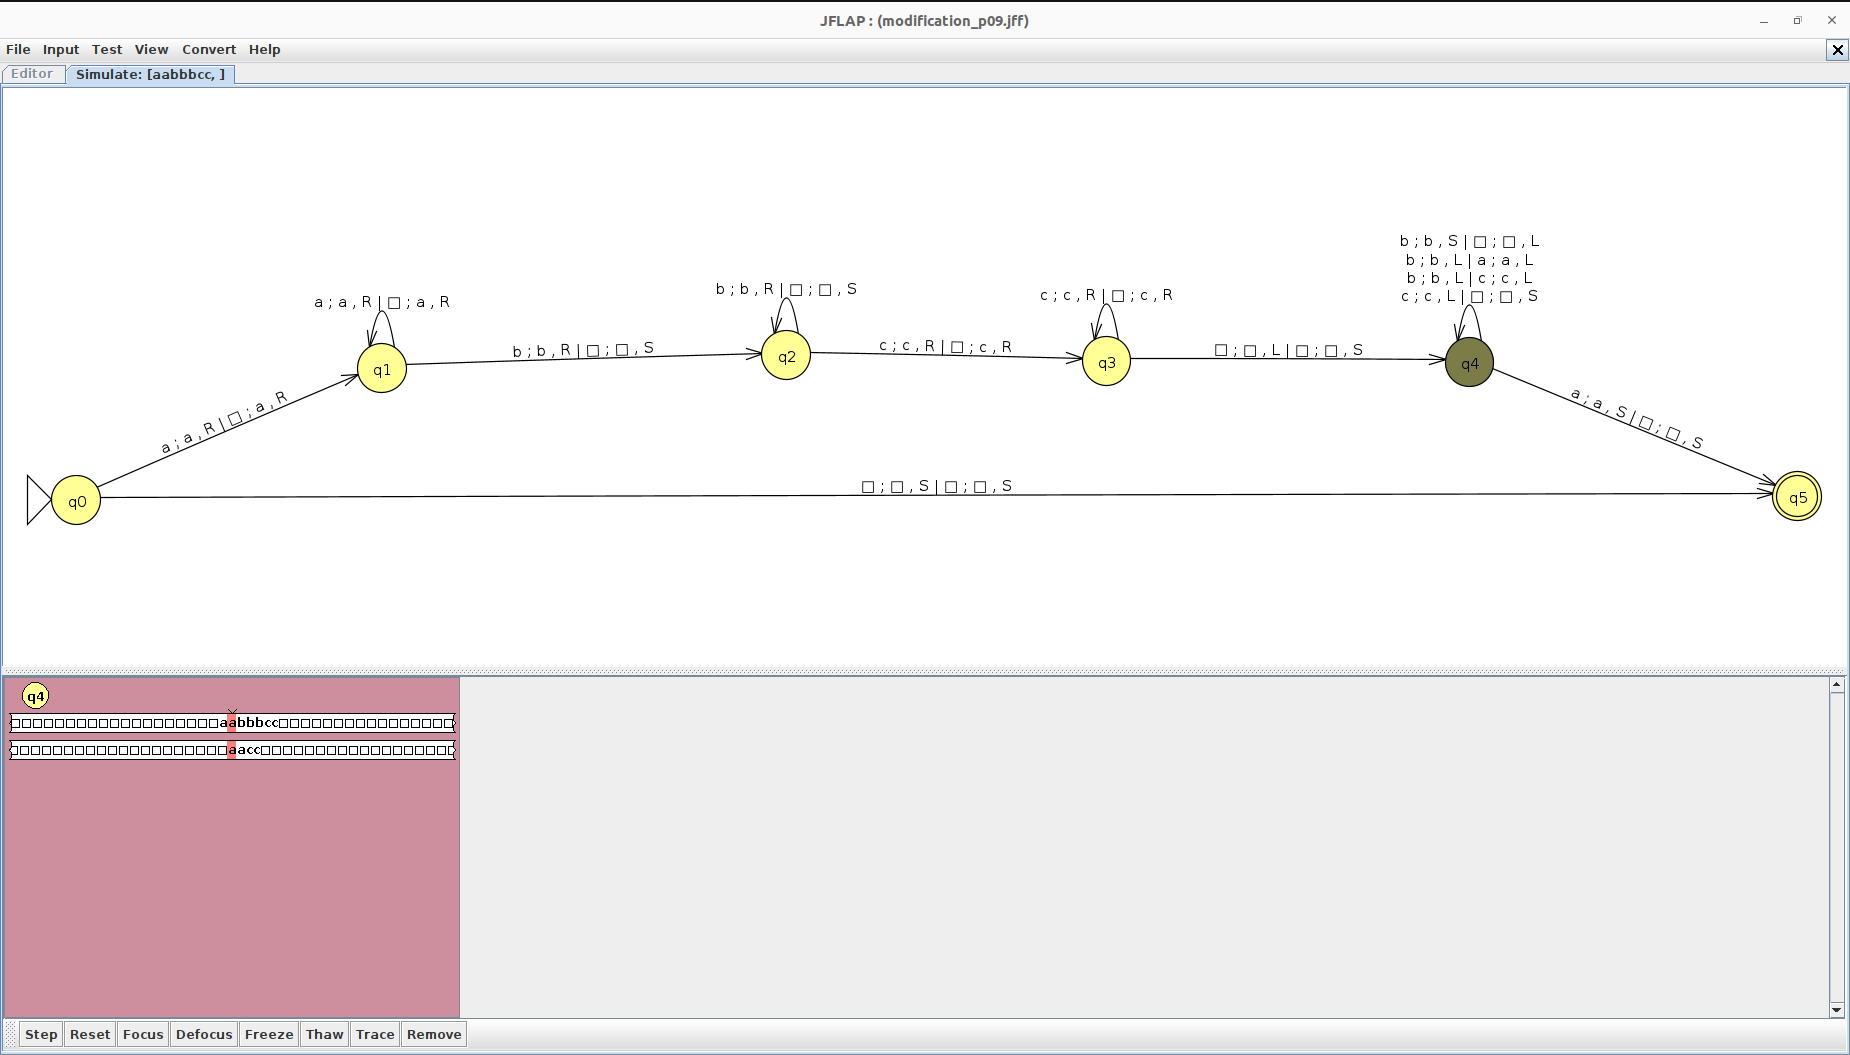 JFLAP : (modification_p09.jff)
File Input Test View Convert Help
Editor
Simulate: [aabbbcc, ]
b ; b , S | □ ; □ , L
b ; b , L | a ; a , L
b ; b , L | c ; c , L
c ; c , L | □ ; □ , S
a ; a , R | □ ; a , R
b ; b , R | □ ; □ , S
c ; c , R | □ ; c , R
q1
b ; b , R | □ ; □ , S
q2
c ; c , R | □ ; c , R
q3
□ ; □ , L | □ ; □ , S
q4
a ; a , R | □ ; a , R
a ; a , S | □ ; □ , S
q0
□ ; □ , S | □ ; □ , S
q5
q4
□□□□□□□□□□□□□□□□□□□aabbbcc□□□□□□□□□□□□□□□□
□□□□□□□□□□□□□□□□□□□□aacc□□□□□□□□□□□□□□□□□□
Step Reset Focus Defocus Freeze Thaw Trace Remove